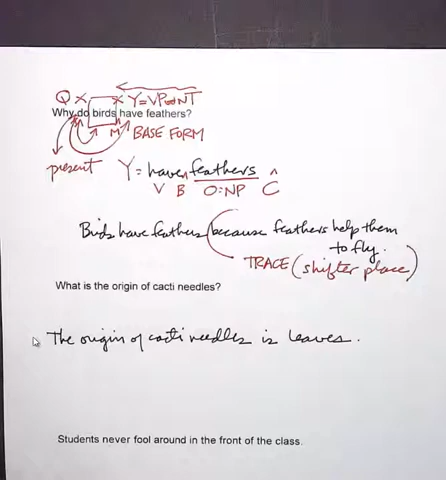 Q X X Y=VP
Why do birds have feathers?
M BASE FORM
present Y= have feathers ^
V B O:NP C
Birds have feathers (because feathers help them
to fly.
TRACE (shifter place)
What is the origin of cacti needles?
The origin of cacti needles is leaves.
Students never fool around in the front of the class.